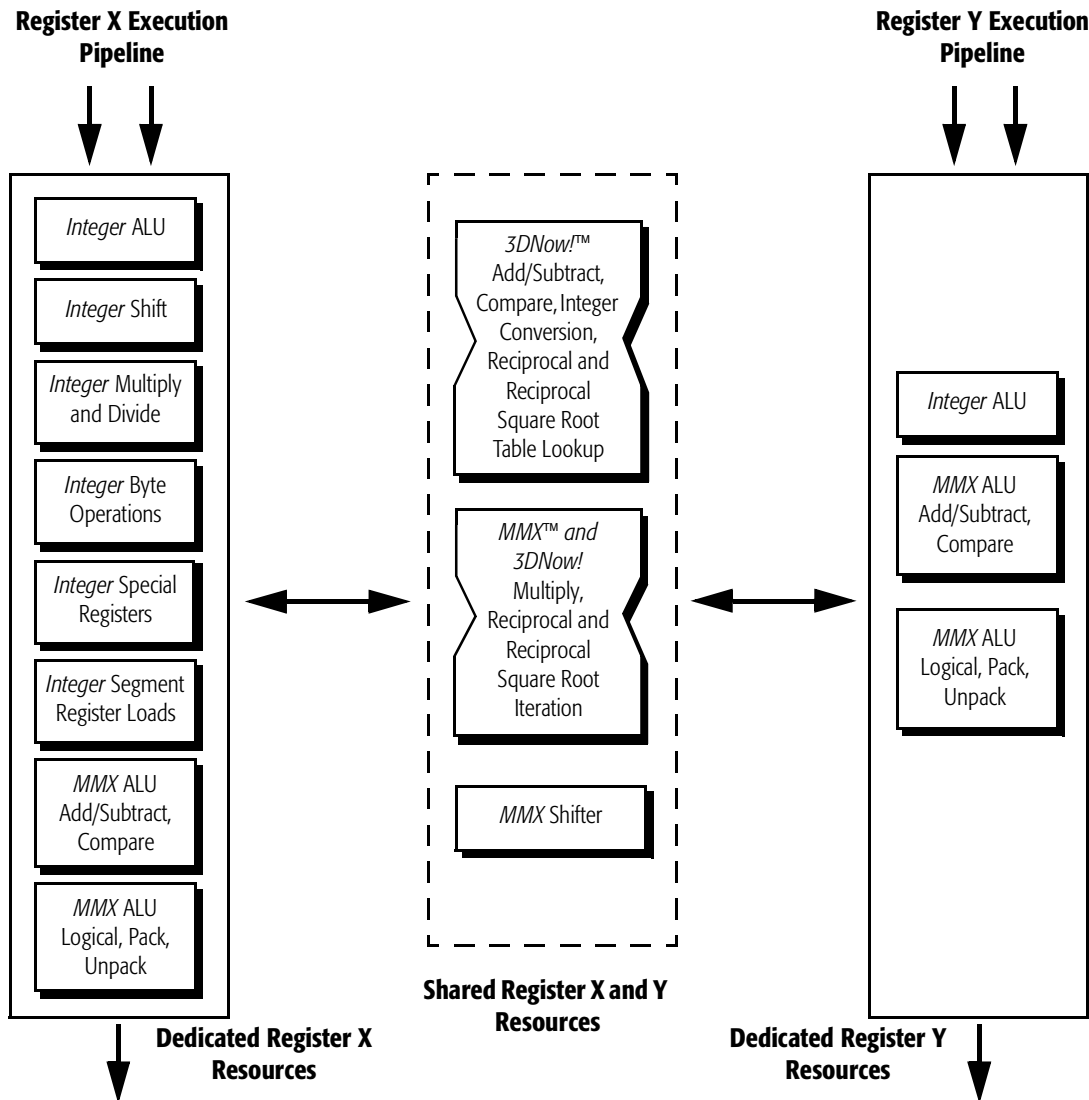 Register X Execution
Pipeline
Register Y Execution
Pipeline
Integer ALU
Integer Shift
Integer Multiply
and Divide
Integer Byte
Operations
Integer Special
Registers
Integer Segment
Register Loads
MMX ALU
Add/Subtract,
Compare
MMX ALU
Logical, Pack,
Unpack
3DNow!™
Add/Subtract,
Compare, Integer
Conversion,
Reciprocal and
Reciprocal
Square Root
Table Lookup
MMX™ and
3DNow!
Multiply,
Reciprocal and
Reciprocal
Square Root
Iteration
MMX Shifter
Integer ALU
MMX ALU
Add/Subtract,
Compare
MMX ALU
Logical, Pack,
Unpack
Dedicated Register X
Resources
Shared Register X and Y
Resources
Dedicated Register Y
Resources